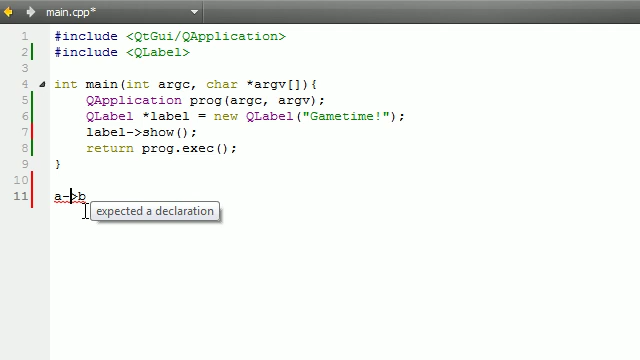 main.cpp*
1 #include <QtGui/QApplication>
2 #include <QLabel>
3
4 int main(int argc, char *argv[]){
5 QApplication prog(argc, argv);
6 QLabel *label = new QLabel("Gametime!");
7 label->show();
8 return prog.exec();
9 }
10
11 a->b
expected a declaration